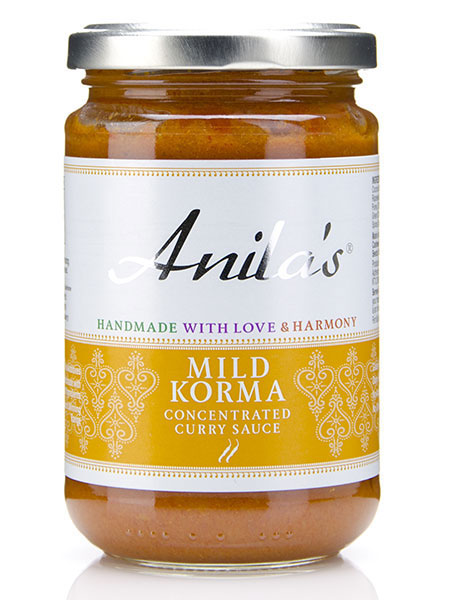 Anila's®
HANDMADE WITH LOVE & HARMONY
MILD
KORMA
CONCENTRATED
CURRY SAUCE